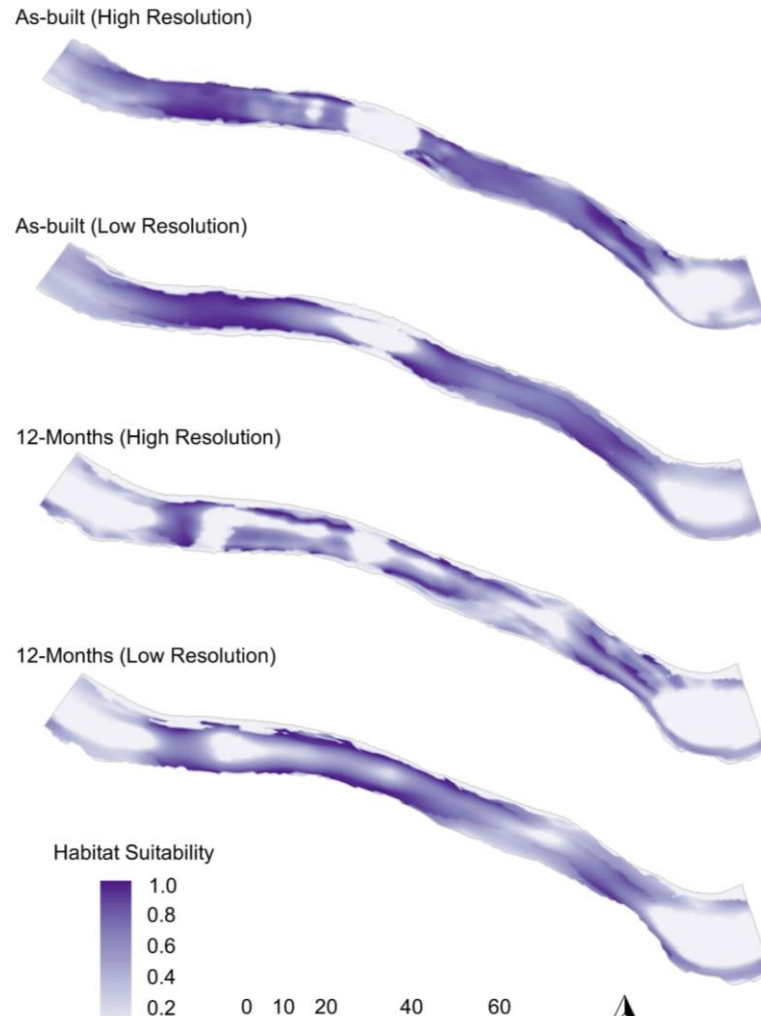 As-built (High Resolution)
As-built (Low Resolution)
12-Months (High Resolution)
12-Months (Low Resolution)
Habitat Suitability
1.0
0.8
0.6
0.4
0.2
0 10 20 40 60